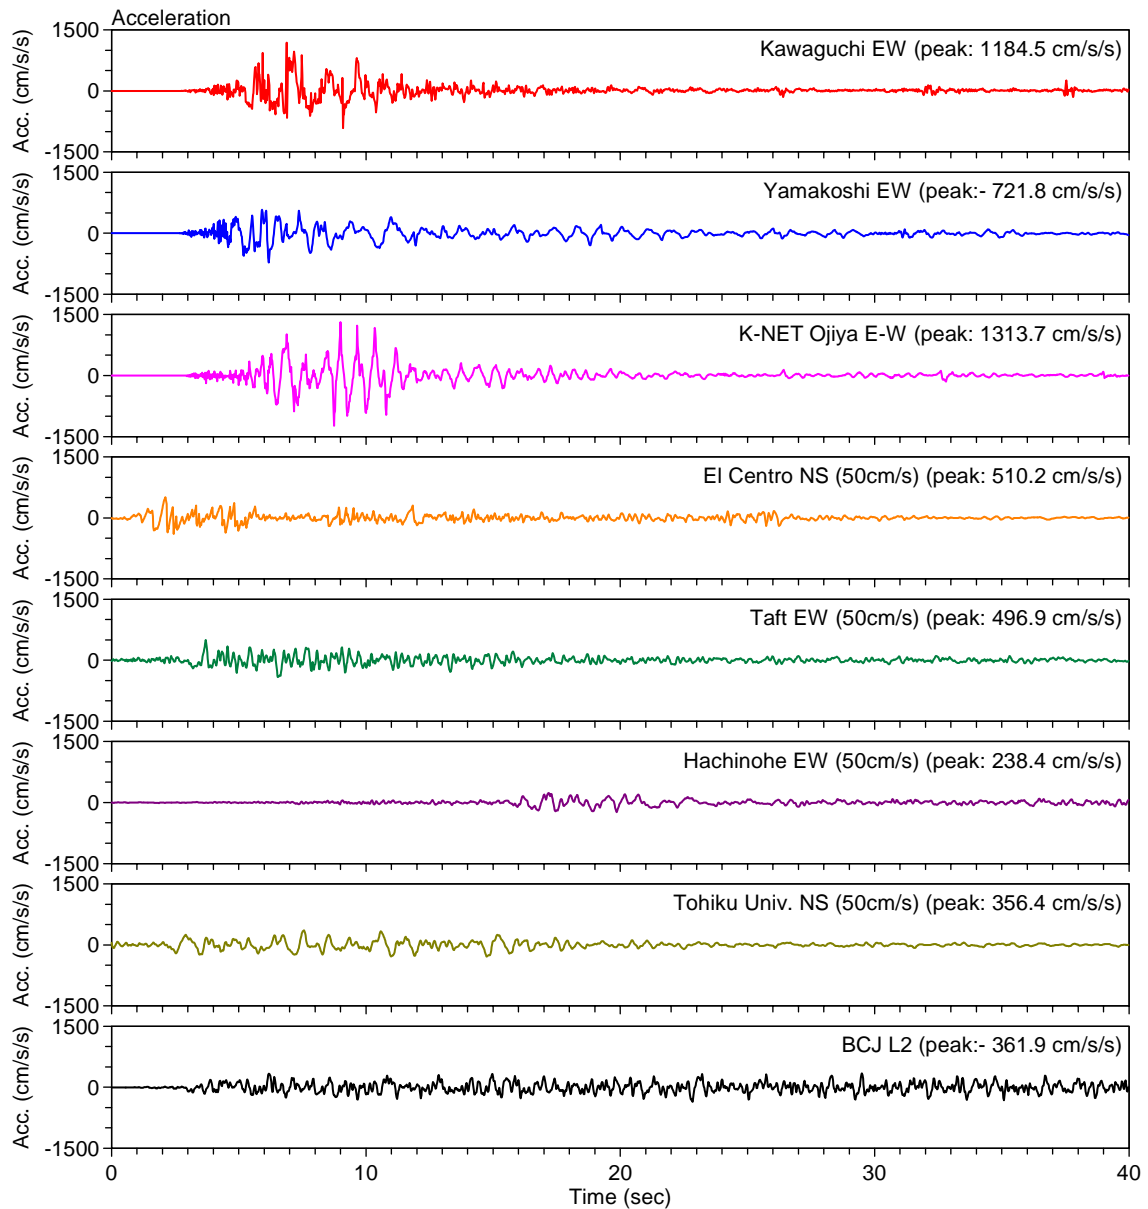 Acceleration
1500
Kawaguchi EW (peak: 1184.5 cm/s/s)
Acc. (cm/s/s)
0
-1500
1500
Yamakoshi EW (peak:- 721.8 cm/s/s)
Acc. (cm/s/s)
0
-1500
1500
K-NET Ojiya E-W (peak: 1313.7 cm/s/s)
Acc. (cm/s/s)
0
-1500
1500
El Centro NS (50cm/s) (peak: 510.2 cm/s/s)
Acc. (cm/s/s)
0
-1500
1500
Taft EW (50cm/s) (peak: 496.9 cm/s/s)
Acc. (cm/s/s)
0
-1500
1500
Hachinohe EW (50cm/s) (peak: 238.4 cm/s/s)
Acc. (cm/s/s)
0
-1500
1500
Tohiku Univ. NS (50cm/s) (peak: 356.4 cm/s/s)
Acc. (cm/s/s)
0
-1500
1500
BCJ L2 (peak:- 361.9 cm/s/s)
Acc. (cm/s/s)
0
-1500
0 10 20 30 40
Time (sec)